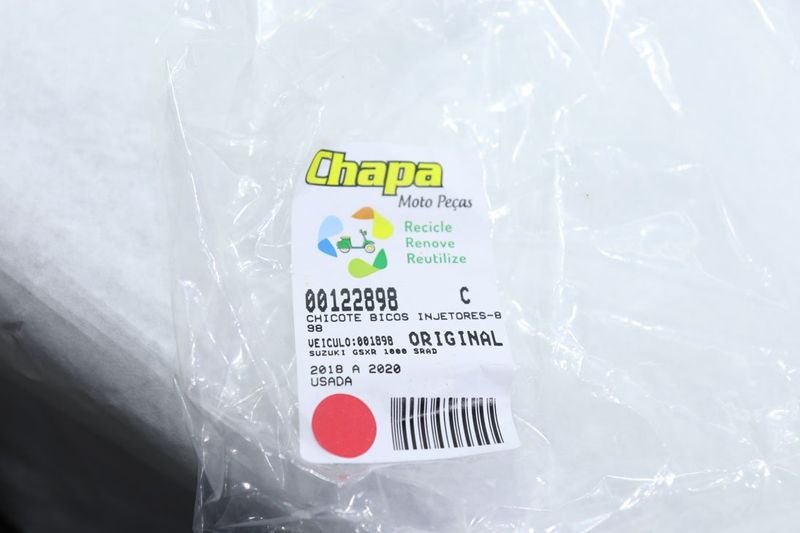 Chapa
Moto Peças
Recicle
Renove
Reutilize
00122898 C
CHICOTE BICOS INJETORES-8
98
VEICULO:001898 ORIGINAL
SUZUKI GSXR 1000 SRAD
2018 A 2020
USADA